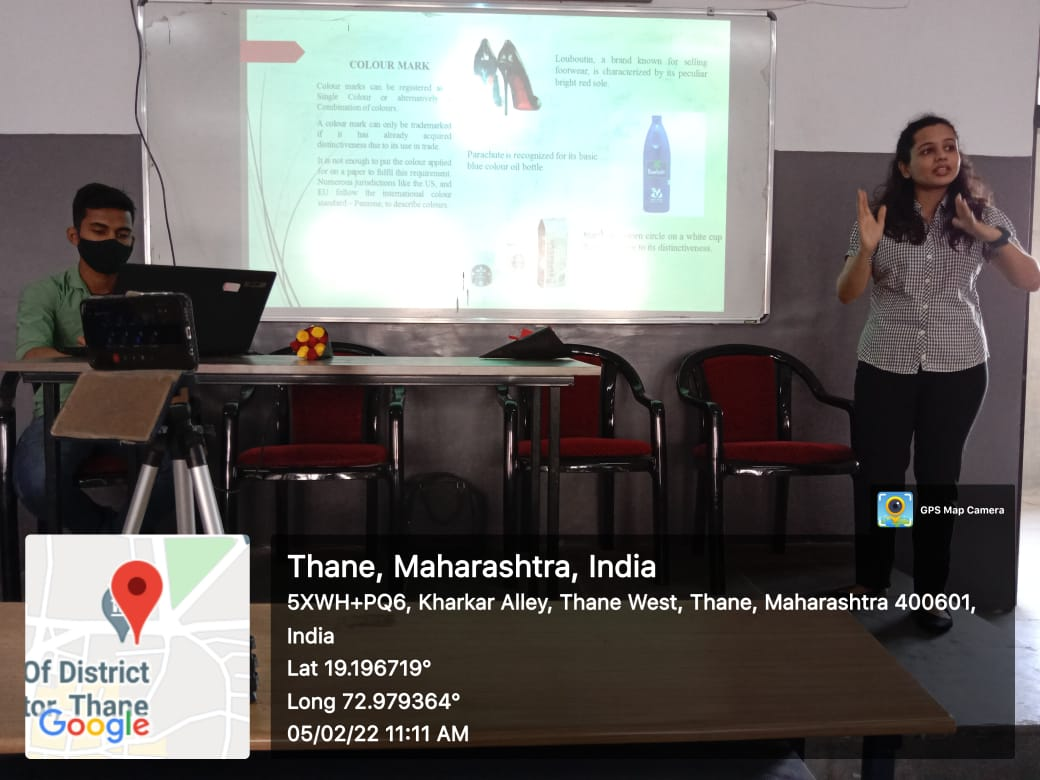 COLOUR MARK
Colour marks can be registered as
Single Colour or alternatively
Combination of colours.
A colour mark can only be trademarked
if it has already acquired
distinctiveness due to its use in trade.
It is not enough to put the colour applied
for on a paper to fulfil this requirement.
Numerous jurisdictions like the US, and
EU follow the international colour
standard – Pantone, to describe colours.
Louboutin, a brand known for selling
footwear, is characterized by its peculiar
bright red sole.
Parachute is recognized for its basic
blue colour oil bottle
circle on a white cup
to its distinctiveness.
GPS Map Camera
Thane, Maharashtra, India
5XWH+PQ6, Kharkar Alley, Thane West, Thane, Maharashtra 400601,
India
Lat 19.196719°
Long 72.979364°
05/02/22 11:11 AM
Of District
tor, Thane
Google